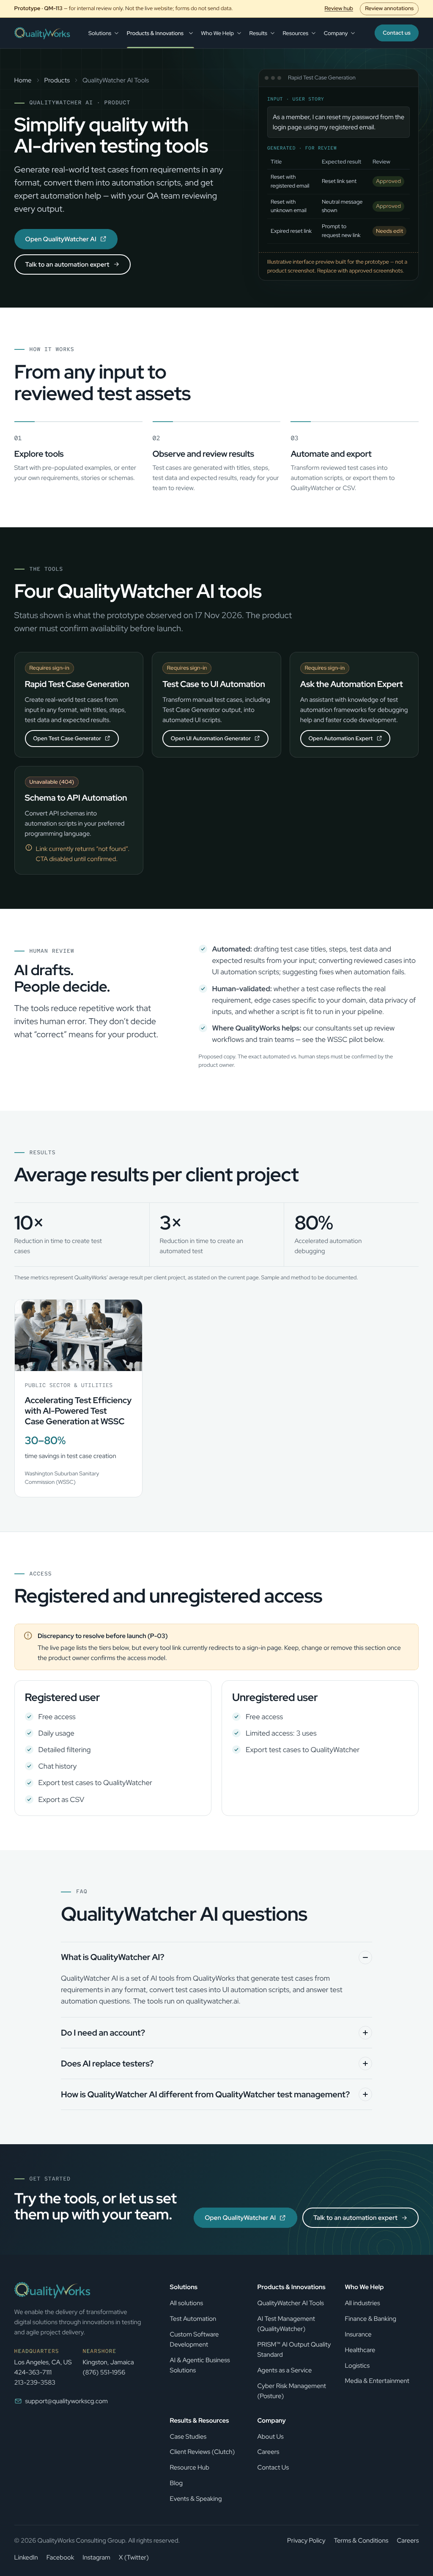 Prototype · QM-113 — for internal review only. Not the live website; forms do not send data.
Review hub
Review annotations
QualityWorks
Solutions
Products & Innovations
Who We Help
Results
Resources
Company
Contact us
Home
Products
QualityWatcher AI Tools
QUALITYWATCHER AI · PRODUCT
Simplify quality with
AI-driven testing tools
Generate real-world test cases from requirements in any
format, convert them into automation scripts, and get
expert automation help — with your QA team reviewing
every output.
Open QualityWatcher AI
Talk to an automation expert
Rapid Test Case Generation
INPUT · USER STORY
As a member, I can reset my password from the
login page using my registered email.
GENERATED · FOR REVIEW
Title
Expected result
Review
Reset with
registered email
Reset link sent
Approved
Reset with
unknown email
Neutral message
shown
Approved
Expired reset link
Prompt to
request new link
Needs edit
Illustrative interface preview built for the prototype — not a
product screenshot. Replace with approved screenshots.
HOW IT WORKS
From any input to
reviewed test assets
01
Explore tools
Start with pre-populated examples, or enter
your own requirements, stories or schemas.
02
Observe and review results
Test cases are generated with titles, steps,
test data and expected results, ready for your
team to review.
03
Automate and export
Transform reviewed test cases into
automation scripts, or export them to
QualityWatcher or CSV.
THE TOOLS
Four QualityWatcher AI tools
Status shown is what the prototype observed on 17 Nov 2026. The product
owner must confirm availability before launch.
Requires sign-in
Rapid Test Case Generation
Create real-world test cases from
input in any format, with titles, steps,
test data and expected results.
Open Test Case Generator
Requires sign-in
Test Case to UI Automation
Transform manual test cases, including
Test Case Generator output, into
automated UI scripts.
Open UI Automation Generator
Requires sign-in
Ask the Automation Expert
An assistant with knowledge of test
automation frameworks for debugging
help and faster code development.
Open Automation Expert
Unavailable (404)
Schema to API Automation
Convert API schemas into
automation scripts in your preferred
programming language.
Link currently returns "not found".
CTA disabled until confirmed.
HUMAN REVIEW
AI drafts.
People decide.
The tools reduce repetitive work that
invites human error. They don't decide
what "correct" means for your product.
Automated: drafting test case titles, steps, test data and
expected results from your input; converting reviewed cases into
UI automation scripts; suggesting fixes when automation fails.
Human-validated: whether a test case reflects the real
requirement, edge cases specific to your domain, data privacy of
inputs, and whether a script is fit to run in your pipeline.
Where QualityWorks helps: our consultants set up review
workflows and train teams — see the WSSC pilot below.
Proposed copy. The exact automated vs. human steps must be confirmed by the
product owner.
RESULTS
Average results per client project
10×
Reduction in time to create test
cases
3×
Reduction in time to create an
automated test
80%
Accelerated automation
debugging
These metrics represent QualityWorks' average result per client project, as stated on the current page. Sample and method to be documented.
PUBLIC SECTOR & UTILITIES
Accelerating Test Efficiency
with AI-Powered Test
Case Generation at WSSC
30–80%
time savings in test case creation
Washington Suburban Sanitary
Commission (WSSC)
ACCESS
Registered and unregistered access
Discrepancy to resolve before launch (P-03)
The live page lists the tiers below, but every tool link currently redirects to a sign-in page. Keep, change or remove this section once
the product owner confirms the access model.
Registered user
Free access
Daily usage
Detailed filtering
Chat history
Export test cases to QualityWatcher
Export as CSV
Unregistered user
Free access
Limited access: 3 uses
Export test cases to QualityWatcher
FAQ
QualityWatcher AI questions
What is QualityWatcher AI?
QualityWatcher AI is a set of AI tools from QualityWorks that generate test cases from
requirements in any format, convert test cases into UI automation scripts, and answer test
automation questions. The tools run on qualitywatcher.ai.
Do I need an account?
Does AI replace testers?
How is QualityWatcher AI different from QualityWatcher test management?
GET STARTED
Try the tools, or let us set
them up with your team.
Open QualityWatcher AI
Talk to an automation expert
QualityWorks
We enable the delivery of transformative
digital solutions through innovations in testing
and agile project delivery.
HEADQUARTERS
Los Angeles, CA, US
424-363-7111
213-239-3583
NEARSHORE
Kingston, Jamaica
(876) 551-1956
support@qualityworkscg.com
Solutions
All solutions
Test Automation
Custom Software
Development
AI & Agentic Business
Solutions
Products & Innovations
QualityWatcher AI Tools
AI Test Management
(QualityWatcher)
PRISM™ AI Output Quality
Standard
Agents as a Service
Cyber Risk Management
(Posture)
Who We Help
All industries
Finance & Banking
Insurance
Healthcare
Logistics
Media & Entertainment
Results & Resources
Case Studies
Client Reviews (Clutch)
Resource Hub
Blog
Events & Speaking
Company
About Us
Careers
Contact Us
© 2026 QualityWorks Consulting Group. All rights reserved.
Privacy Policy
Terms & Conditions
Careers
LinkedIn
Facebook
Instagram
X (Twitter)